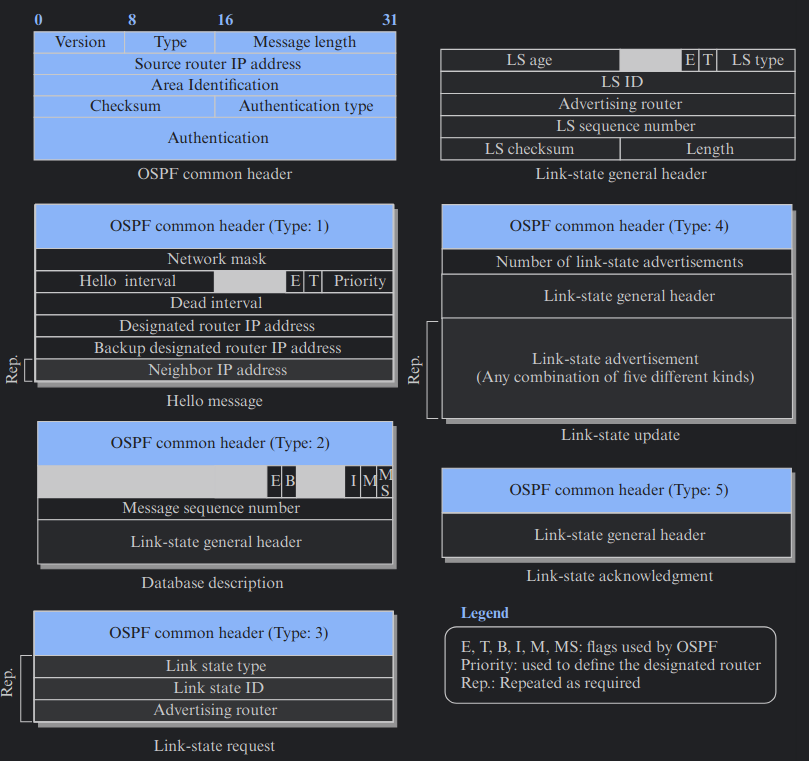 0 8 16 31
Version Type Message length
Source router IP address
Area Identification
Checksum Authentication type
Authentication
OSPF common header
LS age E T LS type
LS ID
Advertising router
LS sequence number
LS checksum Length
Link-state general header
OSPF common header (Type: 1)
Network mask
Hello interval E T Priority
Dead interval
Designated router IP address
Backup designated router IP address
Rep. Neighbor IP address
Hello message
OSPF common header (Type: 4)
Number of link-state advertisements
Link-state general header
Rep.
Link-state advertisement
(Any combination of five different kinds)
Link-state update
OSPF common header (Type: 2)
E B I M MS
Message sequence number
Link-state general header
Database description
OSPF common header (Type: 5)
Link-state general header
Link-state acknowledgment
OSPF common header (Type: 3)
Rep.
Link state type
Link state ID
Advertising router
Link-state request
Legend
E, T, B, I, M, MS: flags used by OSPF
Priority: used to define the designated router
Rep.: Repeated as required